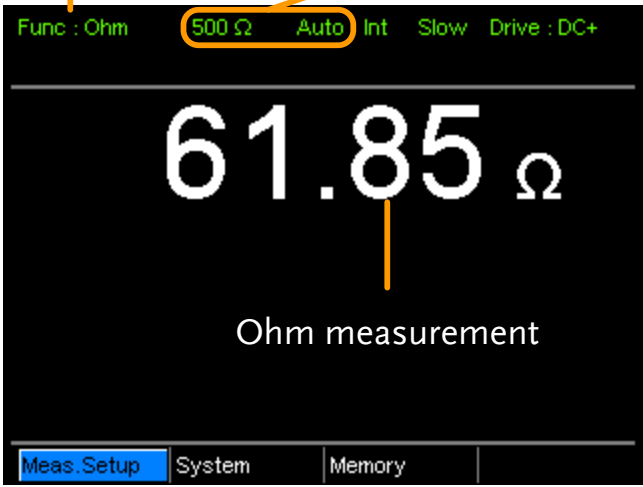 Func : Ohm 500 Ω Auto Int Slow Drive : DC+
61.85 Ω
Ohm measurement
Meas.Setup System Memory